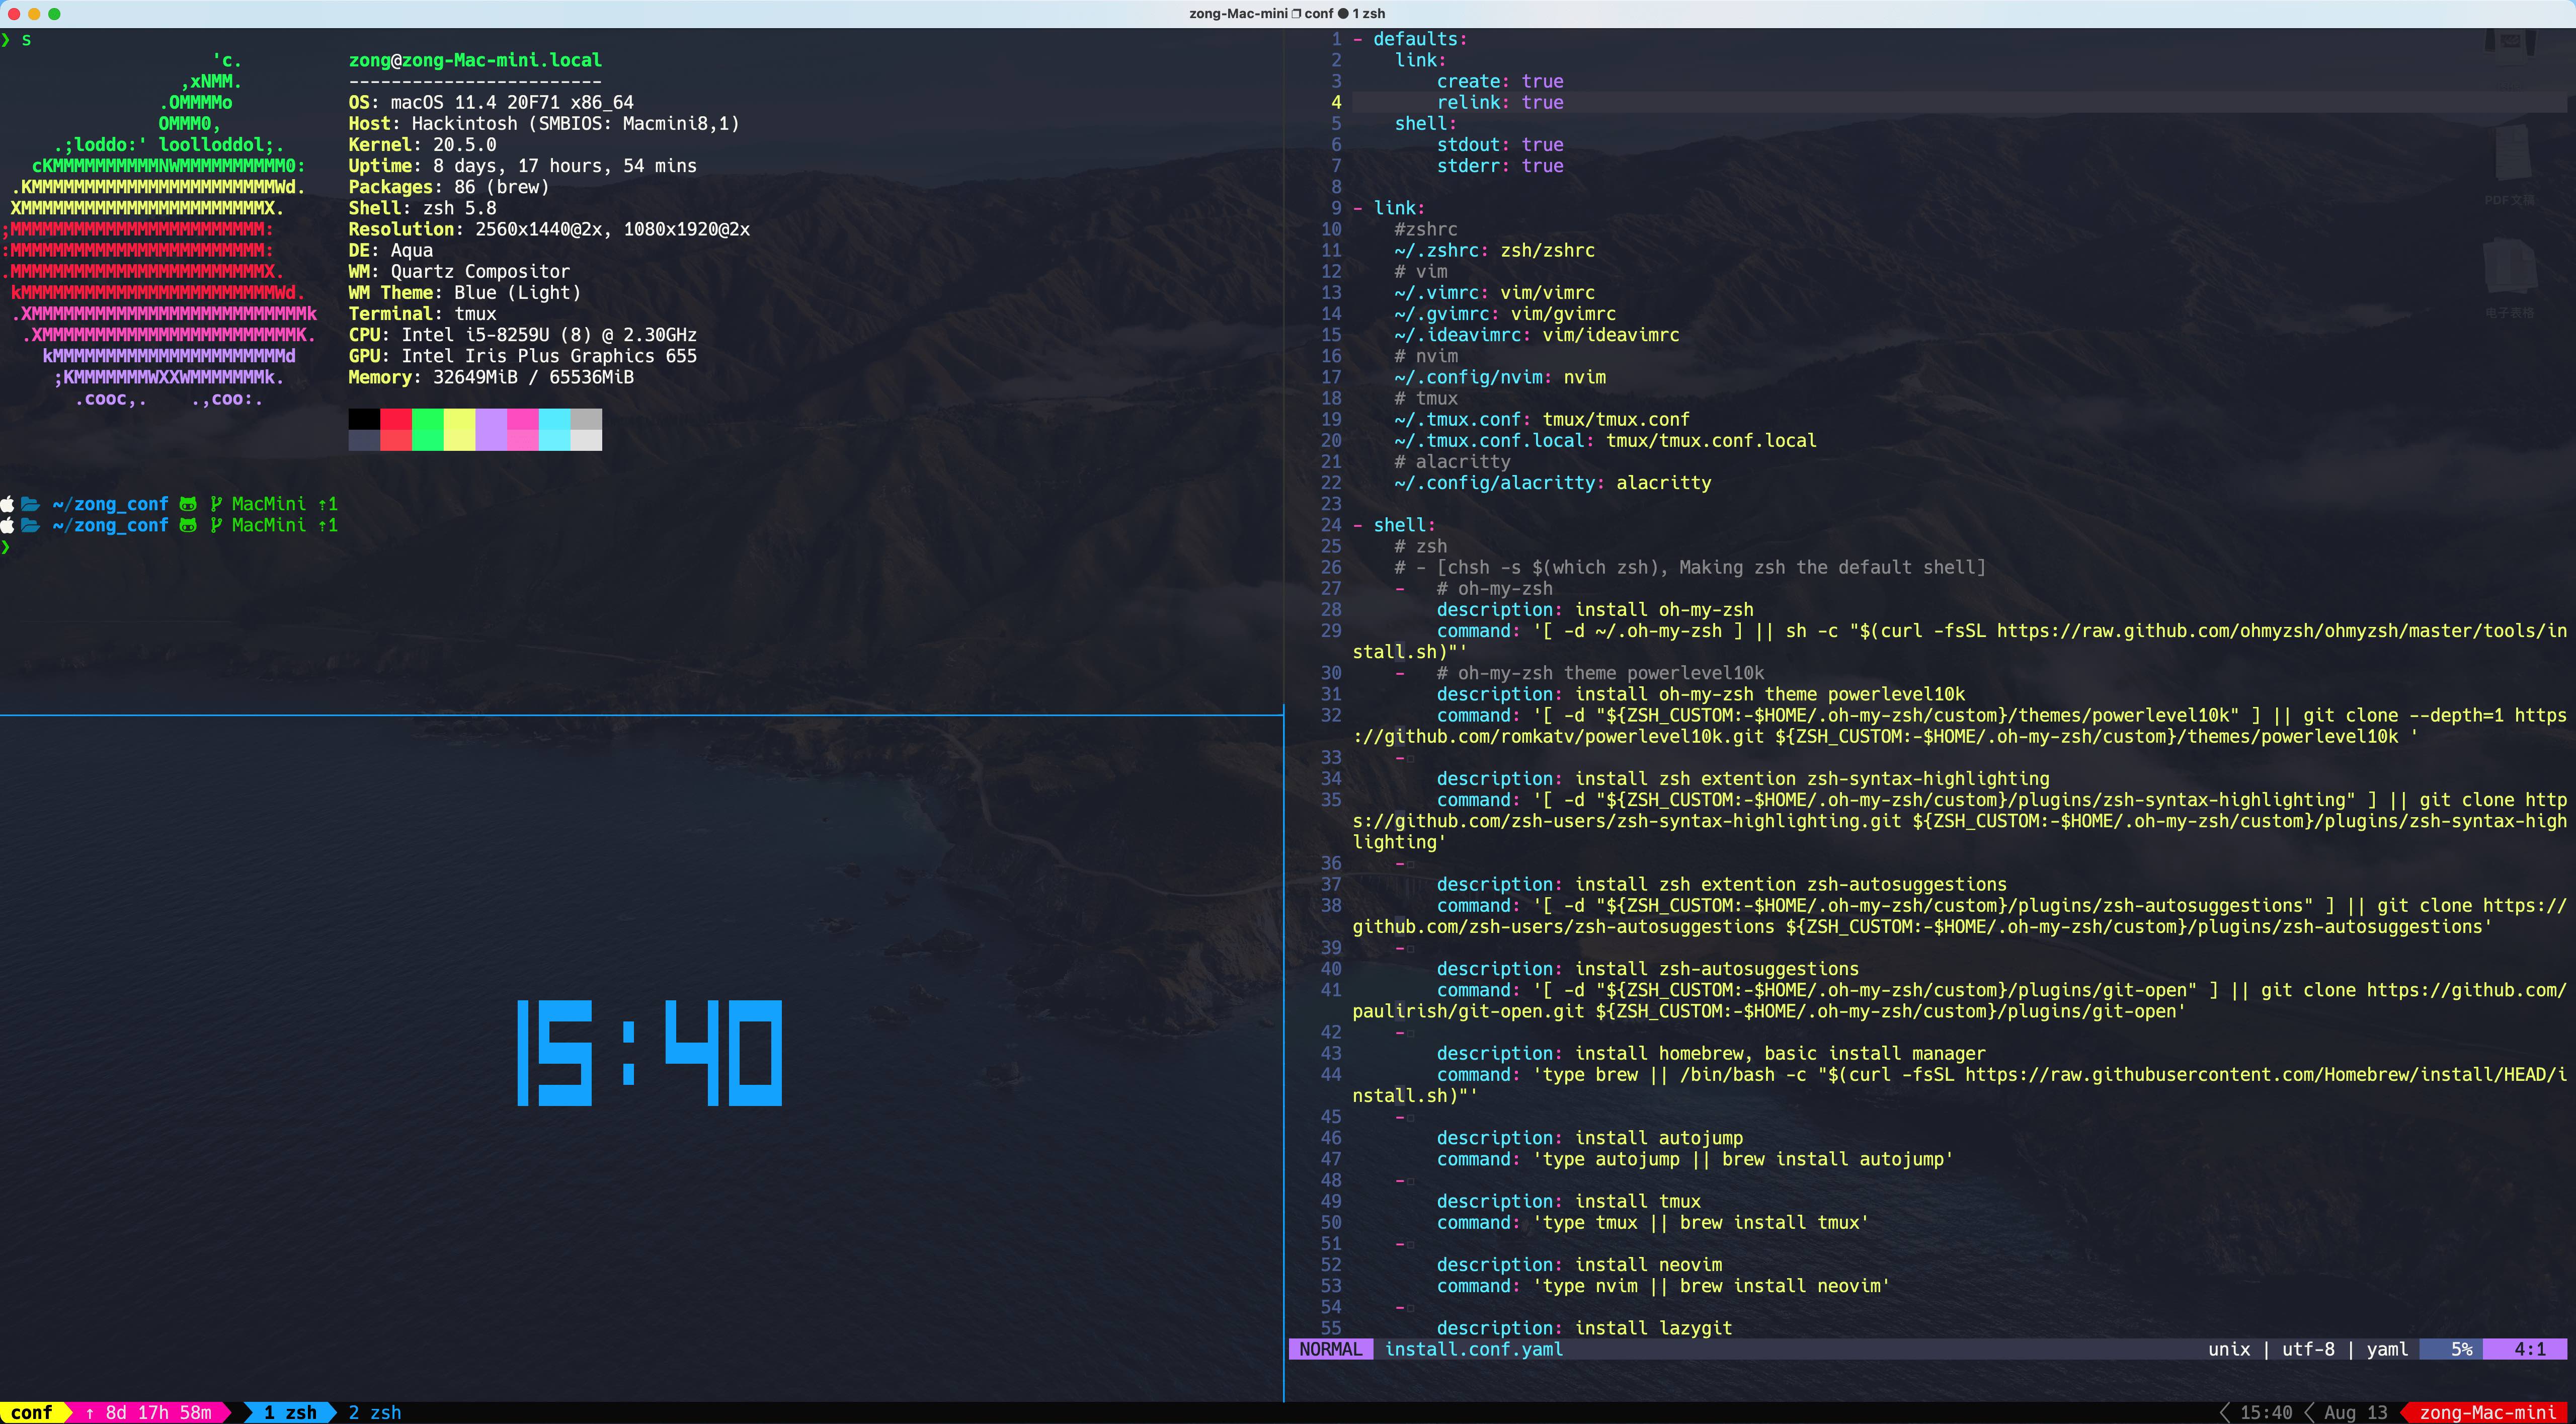 zong-Mac-mini ❐ conf ● 1 zsh
❯ s
'c.
,xNMM.
.OMMMMo
OMMM0,
.;loddo:' loolloddol;.
cKMMMMMMMMMMNWMMMMMMMMMM0:
.KMMMMMMMMMMMMMMMMMMMMMMMWd.
XMMMMMMMMMMMMMMMMMMMMMMMX.
;MMMMMMMMMMMMMMMMMMMMMMMM:
:MMMMMMMMMMMMMMMMMMMMMMMM:
.MMMMMMMMMMMMMMMMMMMMMMMMX.
kMMMMMMMMMMMMMMMMMMMMMMMMWd.
.XMMMMMMMMMMMMMMMMMMMMMMMMMMk
.XMMMMMMMMMMMMMMMMMMMMMMMMK.
kMMMMMMMMMMMMMMMMMMMMMMd
;KMMMMMMMWXXWMMMMMMMk.
.cooc,.    .,coo:.
zong@zong-Mac-mini.local
------------------------
OS: macOS 11.4 20F71 x86_64
Host: Hackintosh (SMBIOS: Macmini8,1)
Kernel: 20.5.0
Uptime: 8 days, 17 hours, 54 mins
Packages: 86 (brew)
Shell: zsh 5.8
Resolution: 2560x1440@2x, 1080x1920@2x
DE: Aqua
WM: Quartz Compositor
WM Theme: Blue (Light)
Terminal: tmux
CPU: Intel i5-8259U (8) @ 2.30GHz
GPU: Intel Iris Plus Graphics 655
Memory: 32649MiB / 65536MiB
~/zong_conf MacMini ⇡1
~/zong_conf MacMini ⇡1
❯
15:40
1 - defaults:
2     link:
3         create: true
4         relink: true
5     shell:
6         stdout: true
7         stderr: true
8
9 - link:
10     #zshrc
11     ~/.zshrc: zsh/zshrc
12     # vim
13     ~/.vimrc: vim/vimrc
14     ~/.gvimrc: vim/gvimrc
15     ~/.ideavimrc: vim/ideavimrc
16     # nvim
17     ~/.config/nvim: nvim
18     # tmux
19     ~/.tmux.conf: tmux/tmux.conf
20     ~/.tmux.conf.local: tmux/tmux.conf.local
21     # alacritty
22     ~/.config/alacritty: alacritty
23
24 - shell:
25     # zsh
26     # - [chsh -s $(which zsh), Making zsh the default shell]
27     -   # oh-my-zsh
28         description: install oh-my-zsh
29         command: '[ -d ~/.oh-my-zsh ] || sh -c "$(curl -fsSL https://raw.github.com/ohmyzsh/ohmyzsh/master/tools/in
stall.sh)"'
30     -   # oh-my-zsh theme powerlevel10k
31         description: install oh-my-zsh theme powerlevel10k
32         command: '[ -d "${ZSH_CUSTOM:-$HOME/.oh-my-zsh/custom}/themes/powerlevel10k" ] || git clone --depth=1 https
://github.com/romkatv/powerlevel10k.git ${ZSH_CUSTOM:-$HOME/.oh-my-zsh/custom}/themes/powerlevel10k '
33     -
34         description: install zsh extention zsh-syntax-highlighting
35         command: '[ -d "${ZSH_CUSTOM:-$HOME/.oh-my-zsh/custom}/plugins/zsh-syntax-highlighting" ] || git clone http
s://github.com/zsh-users/zsh-syntax-highlighting.git ${ZSH_CUSTOM:-$HOME/.oh-my-zsh/custom}/plugins/zsh-syntax-high
lighting'
36     -
37         description: install zsh extention zsh-autosuggestions
38         command: '[ -d "${ZSH_CUSTOM:-$HOME/.oh-my-zsh/custom}/plugins/zsh-autosuggestions" ] || git clone https://
github.com/zsh-users/zsh-autosuggestions ${ZSH_CUSTOM:-$HOME/.oh-my-zsh/custom}/plugins/zsh-autosuggestions'
39     -
40         description: install zsh-autosuggestions
41         command: '[ -d "${ZSH_CUSTOM:-$HOME/.oh-my-zsh/custom}/plugins/git-open" ] || git clone https://github.com/
paulirish/git-open.git ${ZSH_CUSTOM:-$HOME/.oh-my-zsh/custom}/plugins/git-open'
42     -
43         description: install homebrew, basic install manager
44         command: 'type brew || /bin/bash -c "$(curl -fsSL https://raw.githubusercontent.com/Homebrew/install/HEAD/i
nstall.sh)"'
45     -
46         description: install autojump
47         command: 'type autojump || brew install autojump'
48     -
49         description: install tmux
50         command: 'type tmux || brew install tmux'
51     -
52         description: install neovim
53         command: 'type nvim || brew install neovim'
54     -
55         description: install lazygit
NORMAL install.conf.yaml unix | utf-8 | yaml 5% 4:1
PDF文稿
电子表格
conf ↑ 8d 17h 58m 1 zsh 2 zsh 15:40 Aug 13 zong-Mac-mini